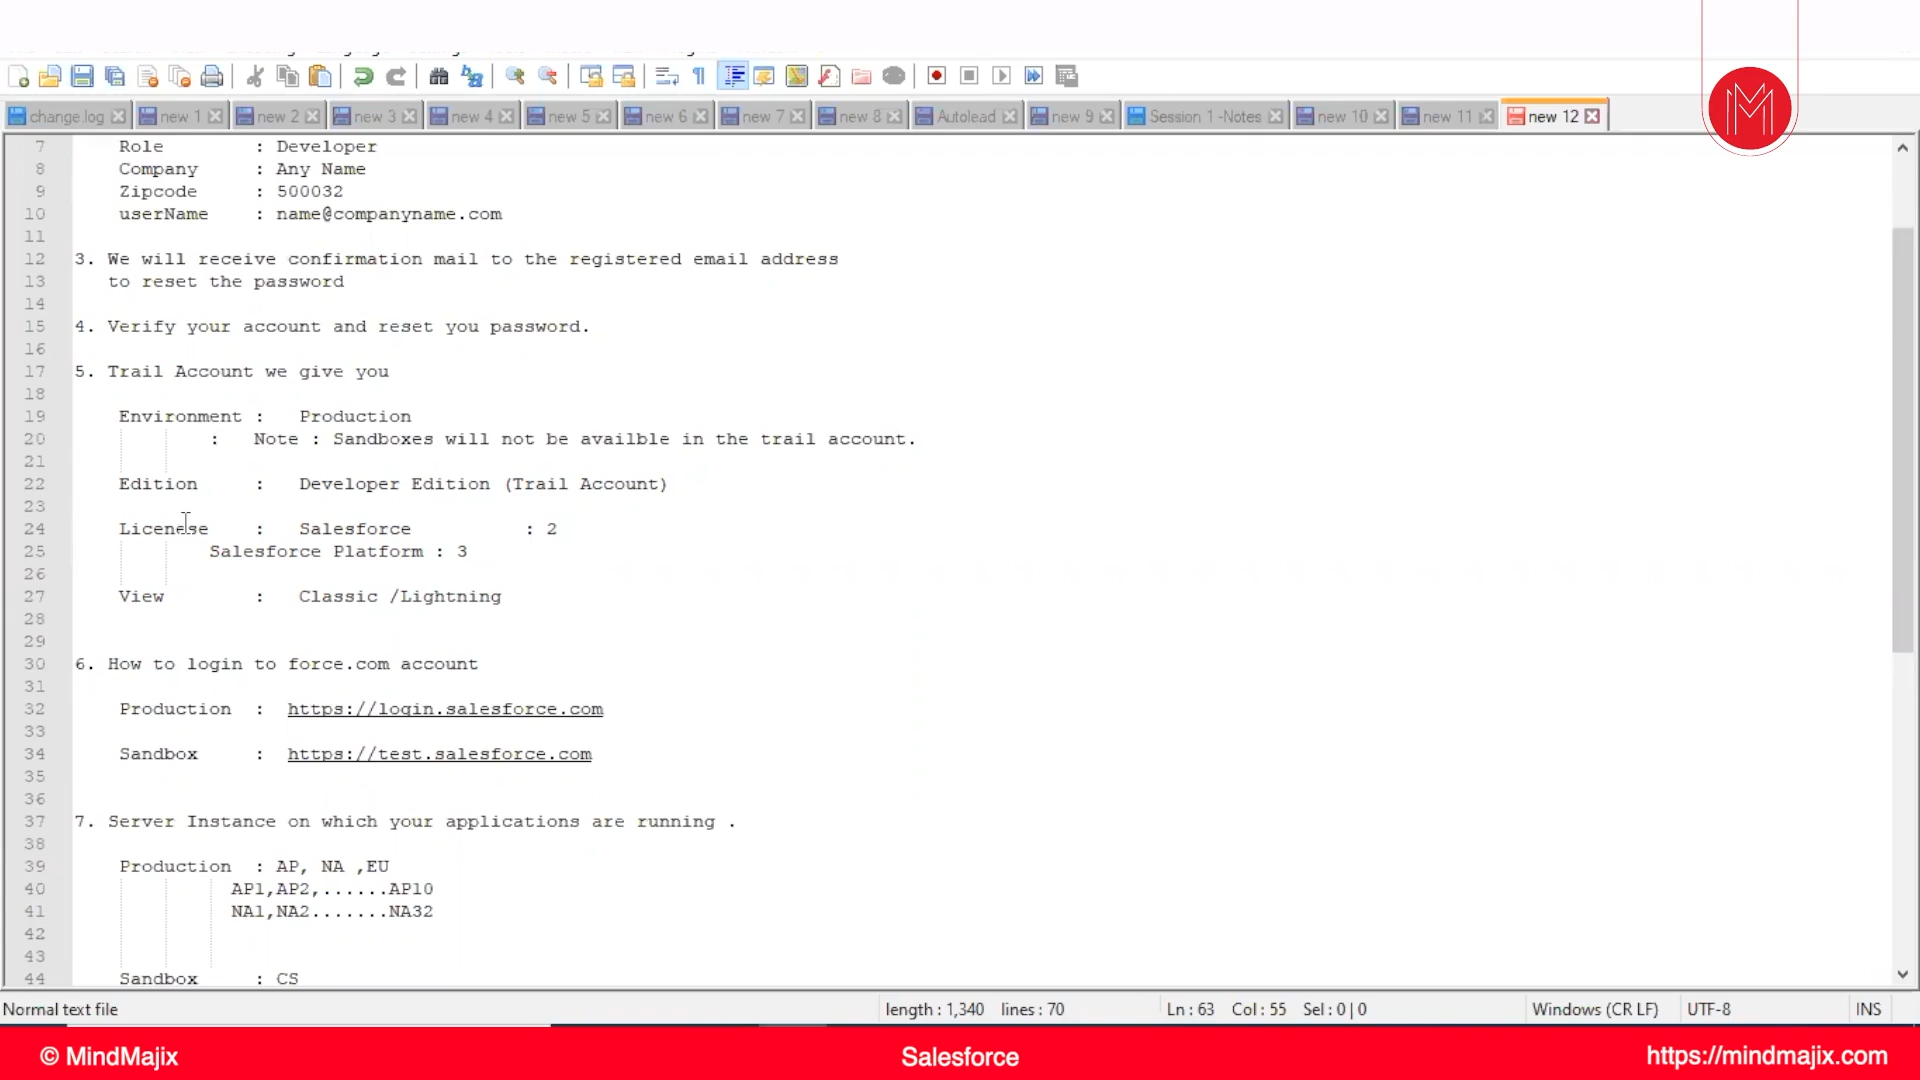 change.log new 1 new 2 new 3 new 4 new 5 new 6 new 7 new 8 Autolead new 9 Session 1 -Notes new 10 new 11 new 12
7 Role : Developer
8 Company : Any Name
9 Zipcode : 500032
10 userName : name@companyname.com
11
12 3. We will receive confirmation mail to the registered email address
13 to reset the password
14
15 4. Verify your account and reset you password.
16
17 5. Trail Account we give you
18
19 Environment : Production
20 : Note : Sandboxes will not be availble in the trail account.
21
22 Edition : Developer Edition (Trail Account)
23
24 Licenese : Salesforce : 2
25 Salesforce Platform : 3
26
27 View : Classic /Lightning
28
29
30 6. How to login to force.com account
31
32 Production : https://login.salesforce.com
33
34 Sandbox : https://test.salesforce.com
35
36
37 7. Server Instance on which your applications are running .
38
39 Production : AP, NA ,EU
40 AP1,AP2,......AP10
41 NA1,NA2.......NA32
42
43
44 Sandbox : CS
Normal text file length : 1,340 lines : 70 Ln : 63 Col : 55 Sel : 0 | 0 Windows (CR LF) UTF-8 INS
© MindMajix Salesforce https://mindmajix.com